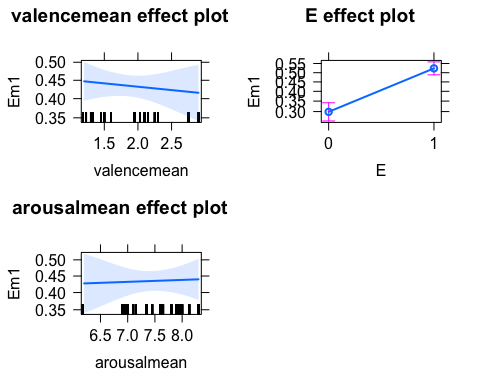 valencemean effect plot
Em1
0.50
0.45
0.40
0.35
1.5 2.0 2.5
valencemean
E effect plot
Em1
0.55
0.50
0.45
0.40
0.35
0.30
0 1
E
arousalmean effect plot
Em1
0.50
0.45
0.40
0.35
6.5 7.0 7.5 8.0
arousalmean